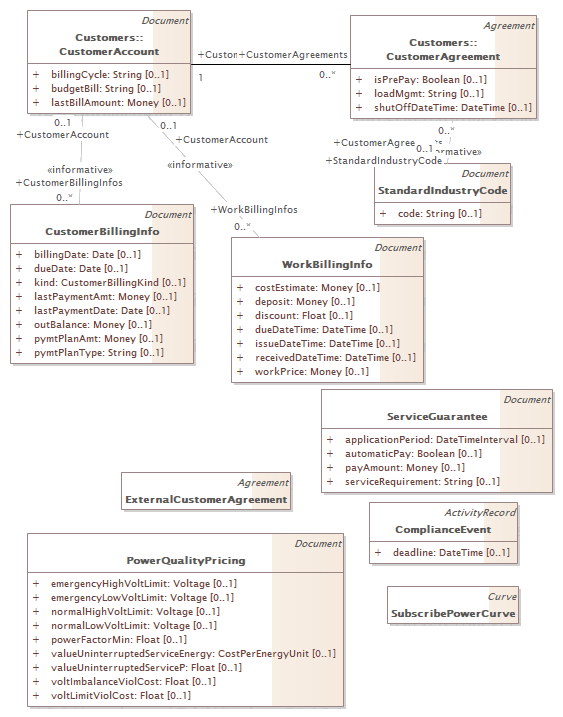 Document
Customers::
CustomerAccount
+ billingCycle: String [0..1]
+ budgetBill: String [0..1]
+ lastBillAmount: Money [0..1]
Agreement
Customers::
CustomerAgreement
+ isPrePay: Boolean [0..1]
+ loadMgmt: String [0..1]
+ shutOffDateTime: DateTime [0..1]
+CustomerAgreements
1
0..*
0..1
+CustomerAccount
«informative»
+CustomerBillingInfos
0..*
0..1
+CustomerAccount
«informative»
+WorkBillingInfos
0..*
0..*
0..1
+StandardIndustryCode
Document
StandardIndustryCode
+ code: String [0..1]
Document
CustomerBillingInfo
+ billingDate: Date [0..1]
+ dueDate: Date [0..1]
+ kind: CustomerBillingKind [0..1]
+ lastPaymentAmt: Money [0..1]
+ lastPaymentDate: Date [0..1]
+ outBalance: Money [0..1]
+ pymtPlanAmt: Money [0..1]
+ pymtPlanType: String [0..1]
Document
WorkBillingInfo
+ costEstimate: Money [0..1]
+ deposit: Money [0..1]
+ discount: Float [0..1]
+ dueDateTime: DateTime [0..1]
+ issueDateTime: DateTime [0..1]
+ receivedDateTime: DateTime [0..1]
+ workPrice: Money [0..1]
Document
ServiceGuarantee
+ applicationPeriod: DateTimeInterval [0..1]
+ automaticPay: Boolean [0..1]
+ payAmount: Money [0..1]
+ serviceRequirement: String [0..1]
Agreement
ExternalCustomerAgreement
ActivityRecord
ComplianceEvent
+ deadline: DateTime [0..1]
Document
PowerQualityPricing
+ emergencyHighVoltLimit: Voltage [0..1]
+ emergencyLowVoltLimit: Voltage [0..1]
+ normalHighVoltLimit: Voltage [0..1]
+ normalLowVoltLimit: Voltage [0..1]
+ powerFactorMin: Float [0..1]
+ valueUninterruptedServiceEnergy: CostPerEnergyUnit [0..1]
+ valueUninterruptedServiceP: Float [0..1]
+ voltImbalanceViolCost: Float [0..1]
+ voltLimitViolCost: Float [0..1]
Curve
SubscribePowerCurve